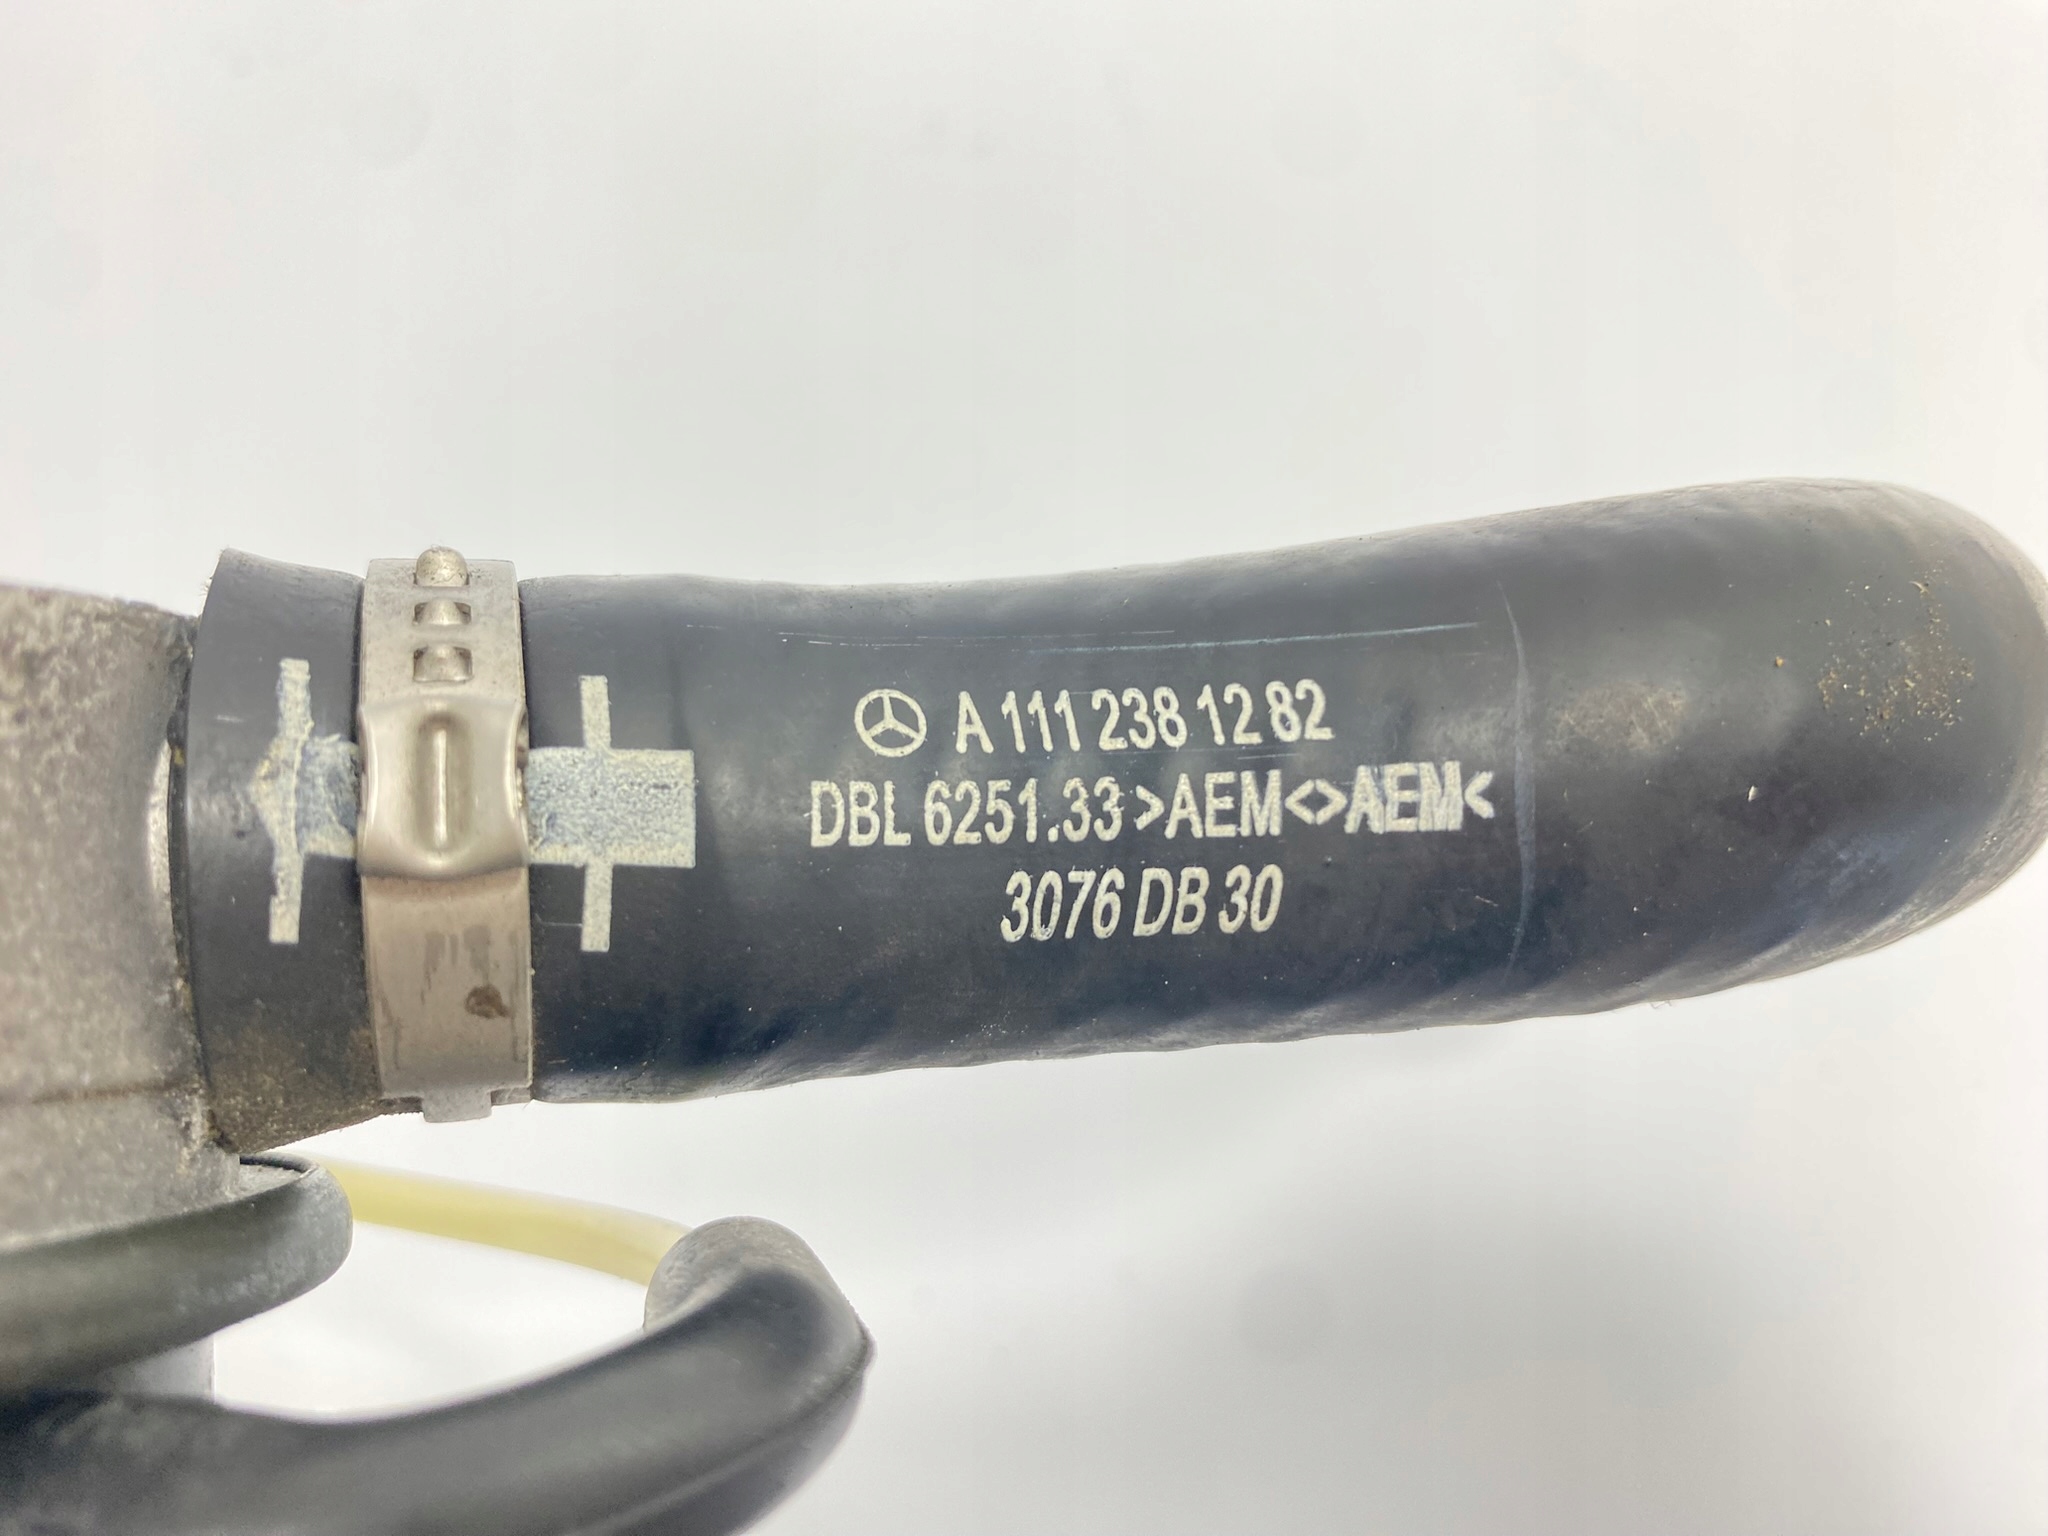 A 111 238 12 82
DBL 6251.33 >AEM<>AEM<
3076 DB 30